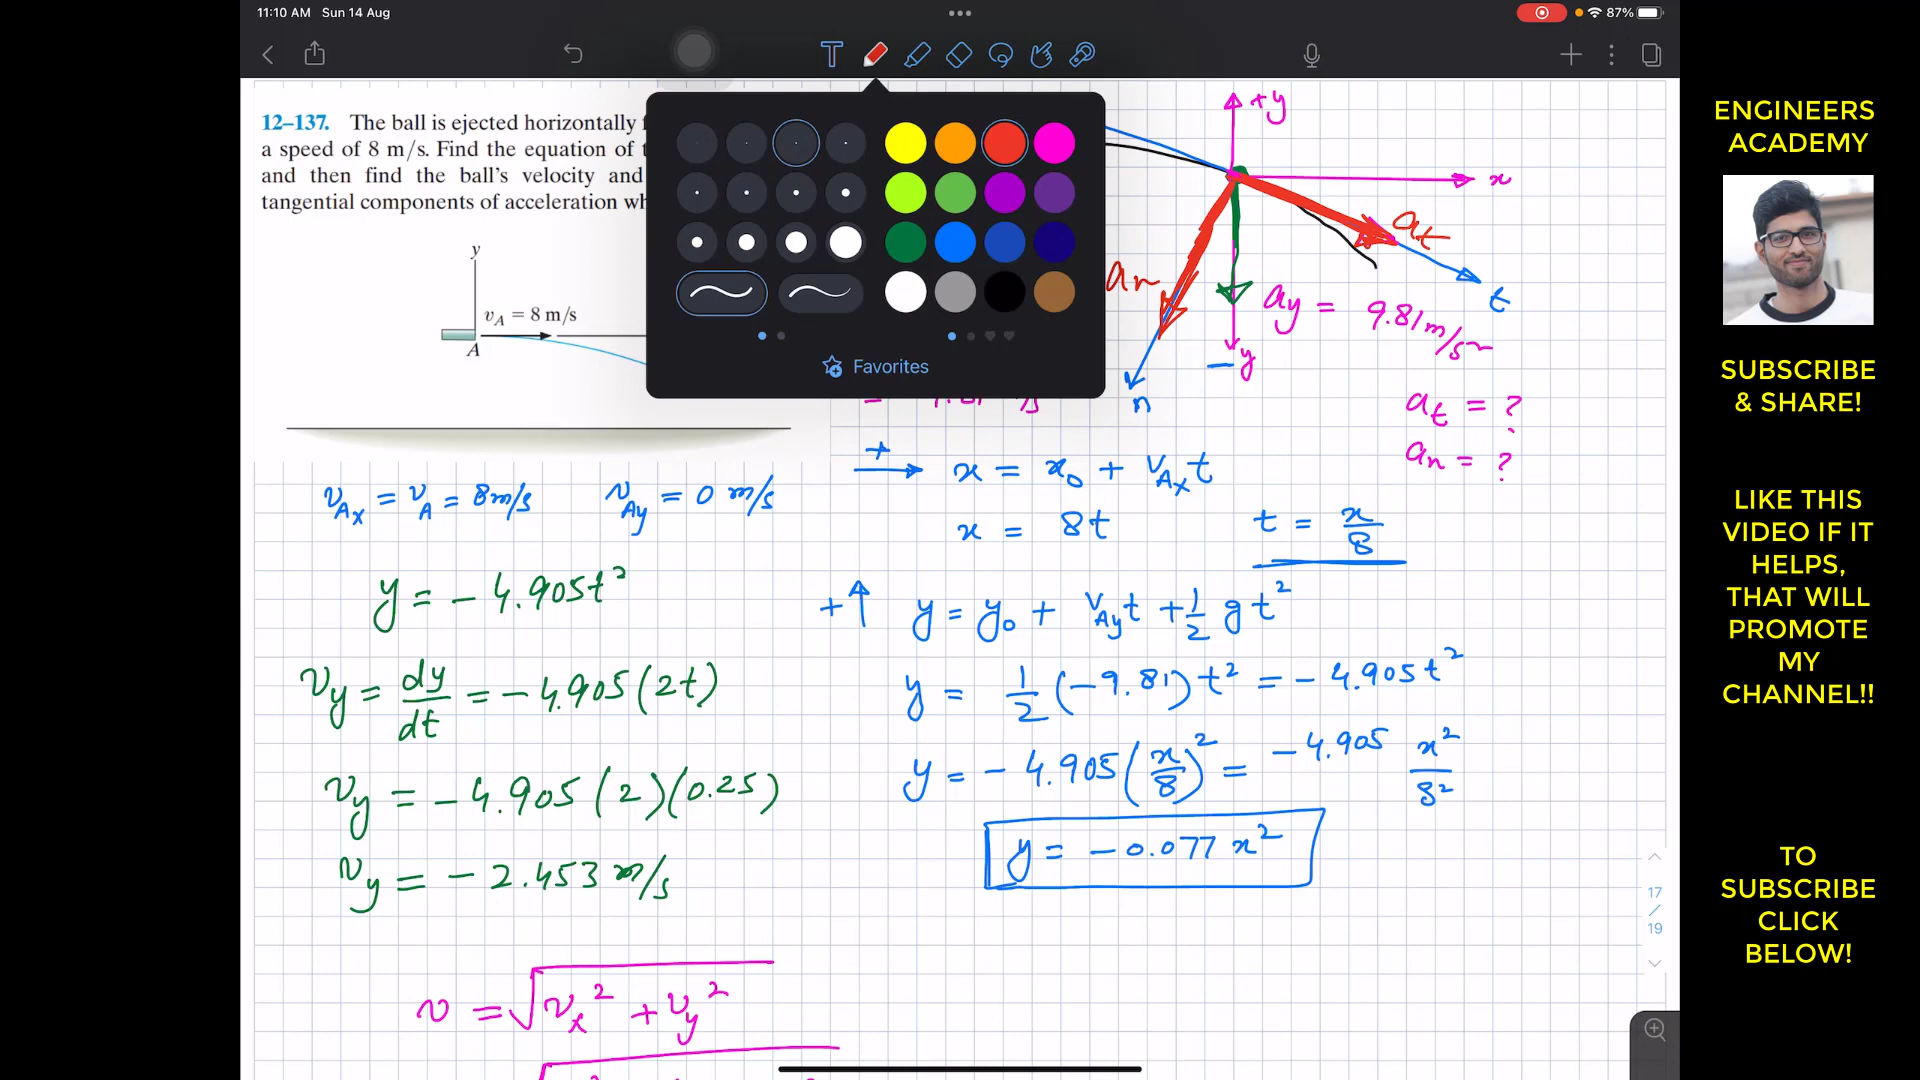 11:10 AM Sun 14 Aug
87%
12–137. The ball is ejected horizontally
a speed of 8 m/s. Find the equation of
and then find the ball's velocity and
tangential components of acceleration
y
v_A = 8 m/s
A
Favorites
+y
x
a_t
a_n
t
a_y = 9.81 m/s²
-y
n
a_t = ?
a_n = ?
+→ x = x₀ + v_Ax t
x = 8t
t = x/8
v_Ax = v_A = 8m/s
v_Ay = 0 m/s
y = - 4.905t²
v_y = dy/dt = - 4.905 (2t)
v_y = - 4.905 (2)(0.25)
v_y = - 2.453 m/s
v = √(v_x² + v_y²)
+↑ y = y₀ + v_Ay t + 1/2 g t²
y = 1/2 (-9.81) t² = - 4.905t²
y = - 4.905 (x/8)² = -4.905 x²/8²
y = - 0.077 x²
17
/
19
ENGINEERS
ACADEMY
SUBSCRIBE
& SHARE!
LIKE THIS
VIDEO IF IT
HELPS,
THAT WILL
PROMOTE
MY
CHANNEL!!
TO
SUBSCRIBE
CLICK
BELOW!